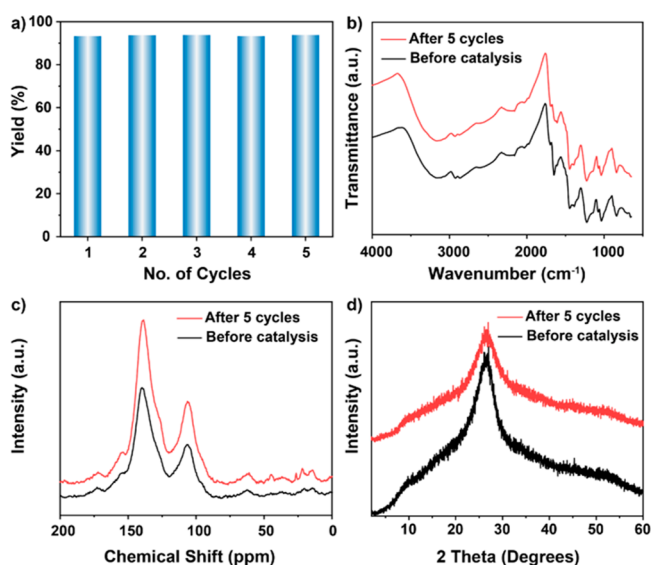 a)
100
80
60
40
20
0
Yield (%)
1 2 3 4 5
No. of Cycles
b)
After 5 cycles
Before catalysis
Transmittance (a.u.)
4000 3000 2000 1000
Wavenumber (cm⁻¹)
c)
After 5 cycles
Before catalysis
Intensity (a.u.)
200 150 100 50 0
Chemical Shift (ppm)
d)
After 5 cycles
Before catalysis
Intensity (a.u.)
10 20 30 40 50 60
2 Theta (Degrees)